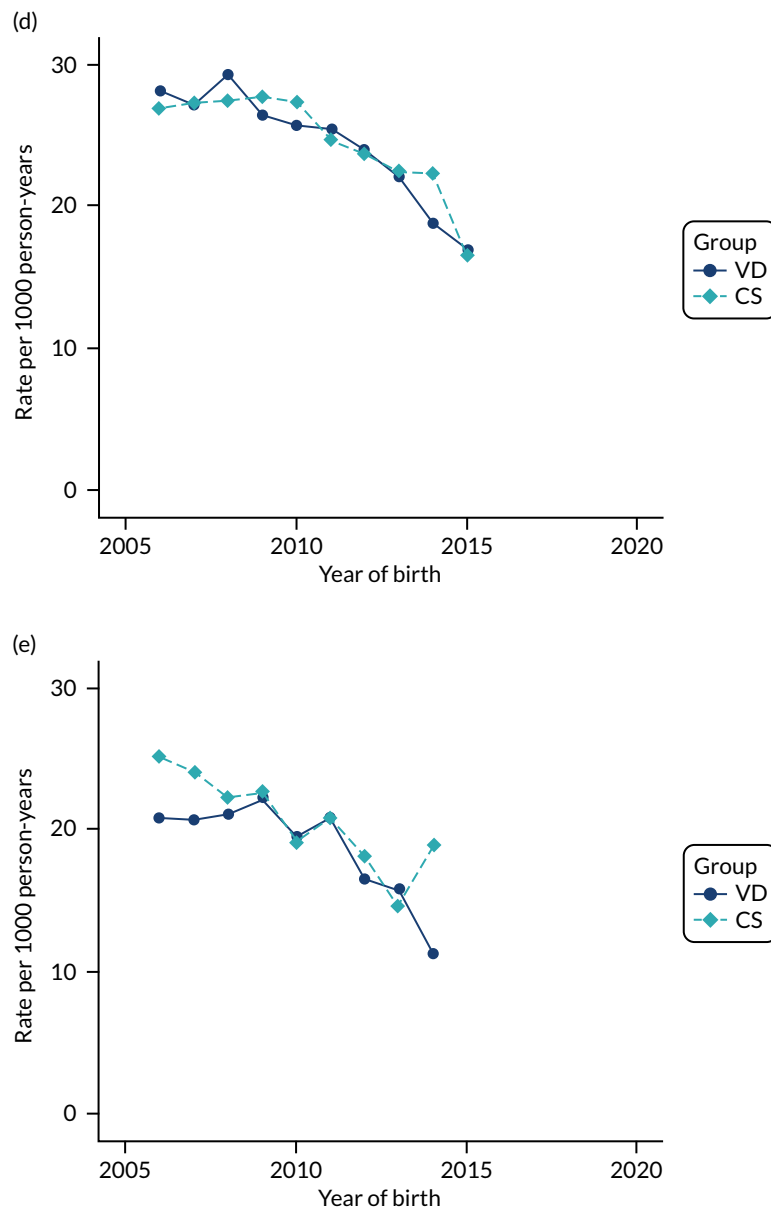 (d)
30
20
10
0
Rate per 1000 person-years
2005
2010
2015
2020
Year of birth
Group
VD
CS
(e)
30
20
10
0
Rate per 1000 person-years
2005
2010
2015
2020
Year of birth
Group
VD
CS